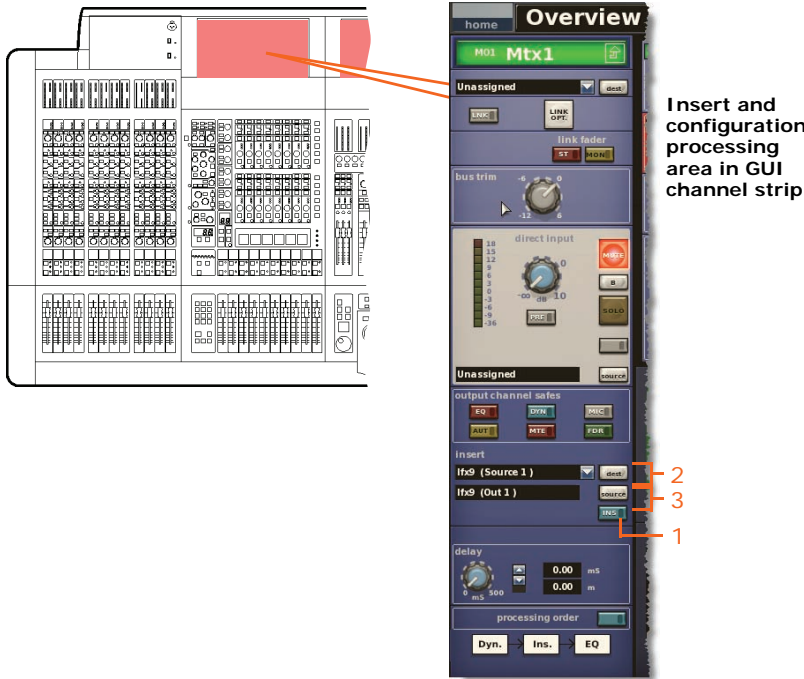 home
Overview
M01 Mtx1
Unassigned
dest
LNK
LINK
OPT.
link fader
ST
MON
bus trim
-6
0
-12
6
direct input
18
15
12
9
6
3
0
-3
-6
-9
-36
0
-∞ dB 10
PRE
MUTE
B
SOLO
Unassigned
source
output channel safes
EQ
DYN
MIC
AUT
MTE
FDR
insert
Ifx9 (Source 1 )
dest
Ifx9 (Out 1 )
source
INS
2
3
1
delay
0 mS 500
0.00 mS
0.00 m
processing order
Dyn.
Ins.
EQ
Insert and
configuration
processing
area in GUI
channel strip